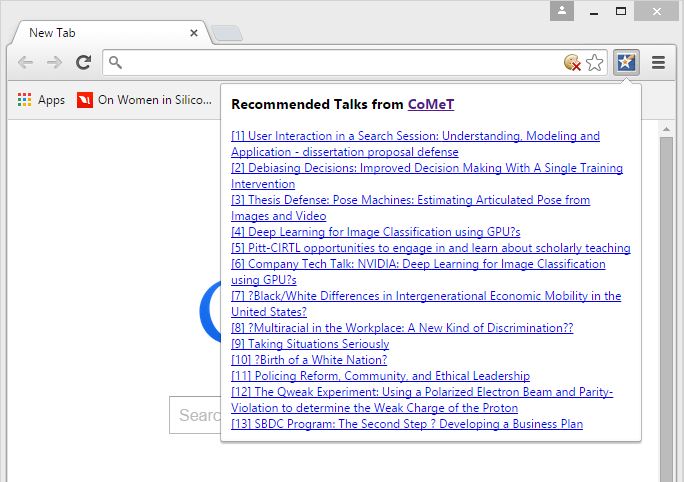 New Tab
Apps
On Women in Silico...
Recommended Talks from CoMeT
[1] User Interaction in a Search Session: Understanding, Modeling and
Application - dissertation proposal defense
[2] Debiasing Decisions: Improved Decision Making With A Single Training
Intervention
[3] Thesis Defense: Pose Machines: Estimating Articulated Pose from
Images and Video
[4] Deep Learning for Image Classification using GPU?s
[5] Pitt-CIRTL opportunities to engage in and learn about scholarly teaching
[6] Company Tech Talk: NVIDIA: Deep Learning for Image Classification
using GPU?s
[7] ?Black/White Differences in Intergenerational Economic Mobility in the
United States?
[8] ?Multiracial in the Workplace: A New Kind of Discrimination??
[9] Taking Situations Seriously
[10] ?Birth of a White Nation?
[11] Policing Reform, Community, and Ethical Leadership
[12] The Qweak Experiment: Using a Polarized Electron Beam and Parity-
Violation to determine the Weak Charge of the Proton
[13] SBDC Program: The Second Step ? Developing a Business Plan
Searc